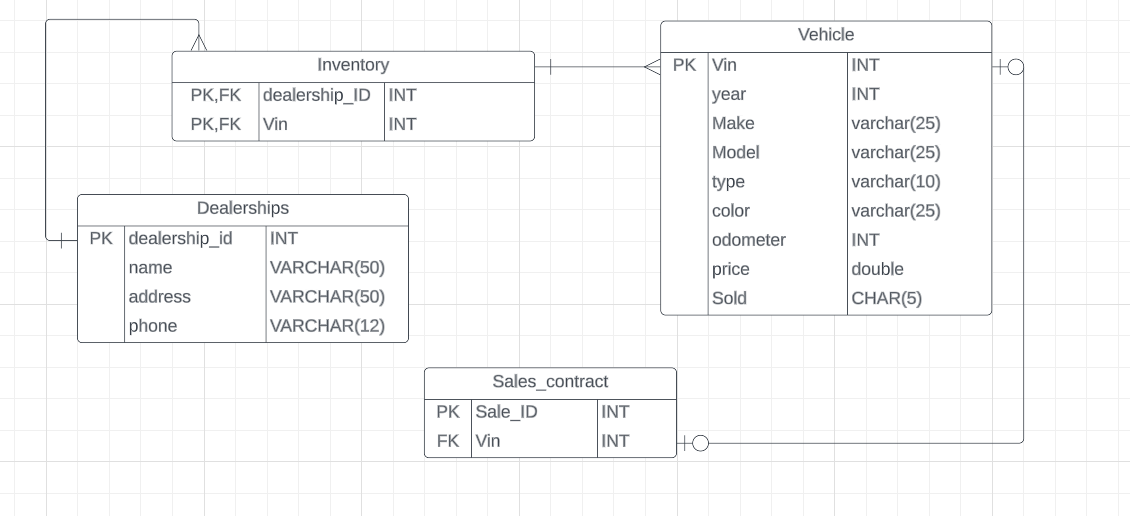 Inventory
PK,FK dealership_ID INT
PK,FK Vin INT
Vehicle
PK Vin INT
year INT
Make varchar(25)
Model varchar(25)
type varchar(10)
color varchar(25)
odometer INT
price double
Sold CHAR(5)
Dealerships
PK dealership_id INT
name VARCHAR(50)
address VARCHAR(50)
phone VARCHAR(12)
Sales_contract
PK Sale_ID INT
FK Vin INT